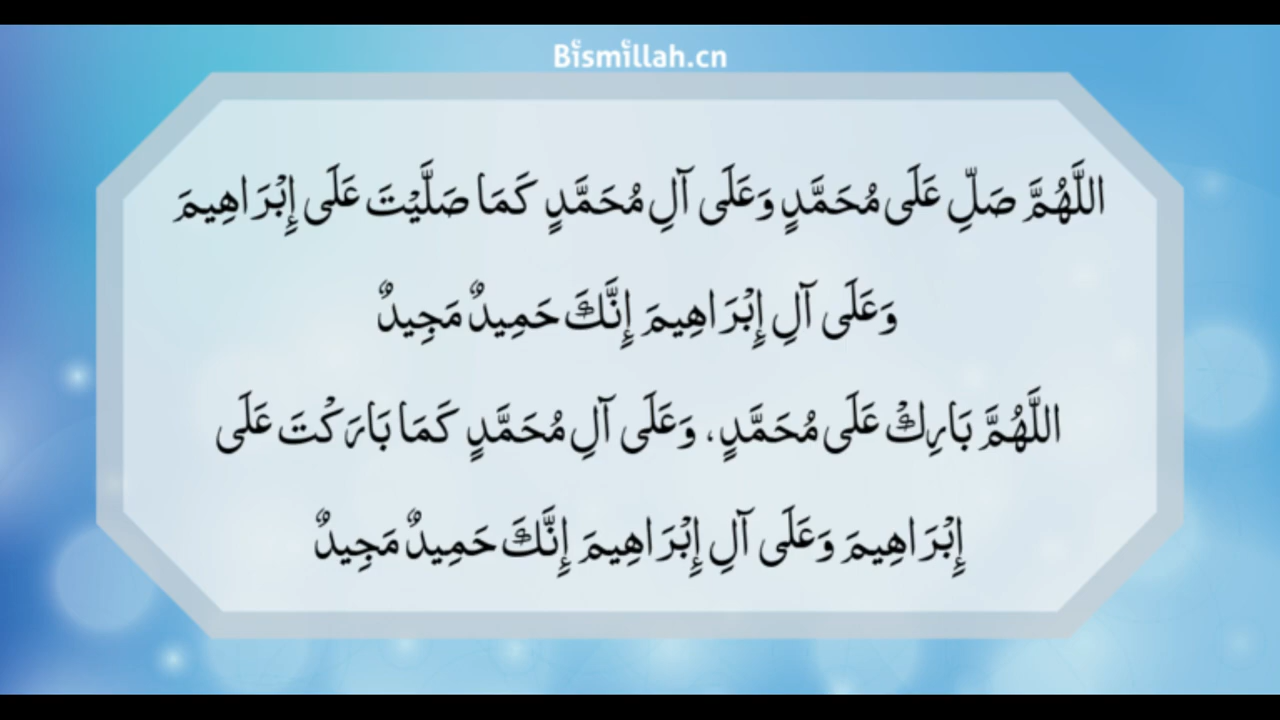 Bismillah.cn
اللَّهُمَّ صَلِّ عَلَى مُحَمَّدٍ وَعَلَى آلِ مُحَمَّدٍ كَمَا صَلَّيْتَ عَلَى إِبْرَاهِيمَ
وَعَلَى آلِ إِبْرَاهِيمَ إِنَّكَ حَمِيدٌ مَجِيدٌ
اللَّهُمَّ بَارِكْ عَلَى مُحَمَّدٍ، وَعَلَى آلِ مُحَمَّدٍ كَمَا بَارَكْتَ عَلَى
إِبْرَاهِيمَ وَعَلَى آلِ إِبْرَاهِيمَ إِنَّكَ حَمِيدٌ مَجِيدٌ